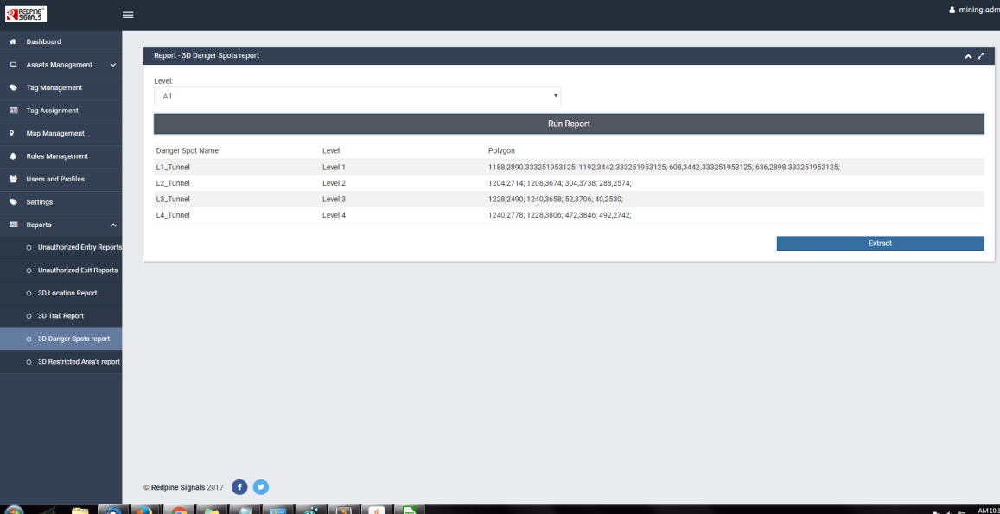 REDPINE SIGNALS
mining.adm
Dashboard
Assets Management
Tag Management
Tag Assignment
Map Management
Rules Management
Users and Profiles
Settings
Reports
Unauthorized Entry Reports
Unauthorized Exit Reports
3D Location Report
3D Trail Report
3D Danger Spots report
3D Restricted Area's report
Report - 3D Danger Spots report
Level:
All
Run Report
Danger Spot Name Level Polygon
L1_Tunnel Level 1 1188,2890.333251953125; 1192,3442.333251953125; 608,3442.333251953125; 636,2898.333251953125;
L2_Tunnel Level 2 1204,2714; 1208,3674; 304,3738; 288,2574;
L3_Tunnel Level 3 1228,2490; 1240,3658; 52,3706; 40,2530;
L4_Tunnel Level 4 1240,2778; 1228,3806; 472,3846; 492,2742;
Extract
© Redpine Signals 2017